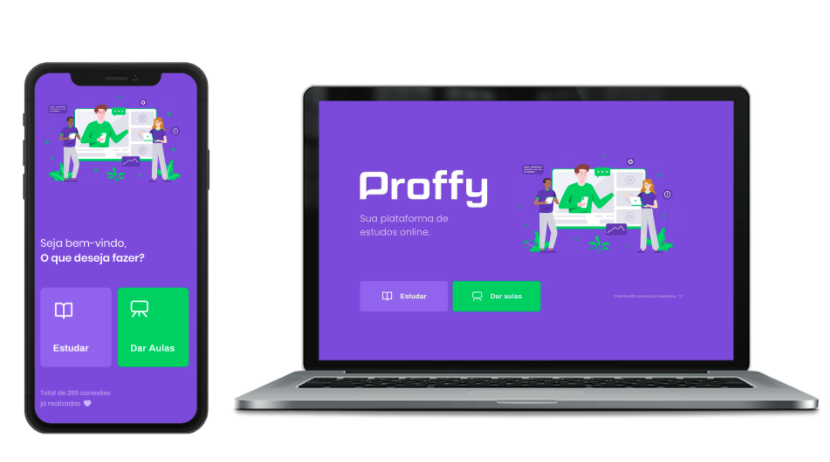 Seja bem-vindo,
O que deseja fazer?
Estudar
Dar Aulas
Total de 285 conexões
já realizadas
Proffy
Sua plataforma de
estudos online.
Estudar
Dar aulas